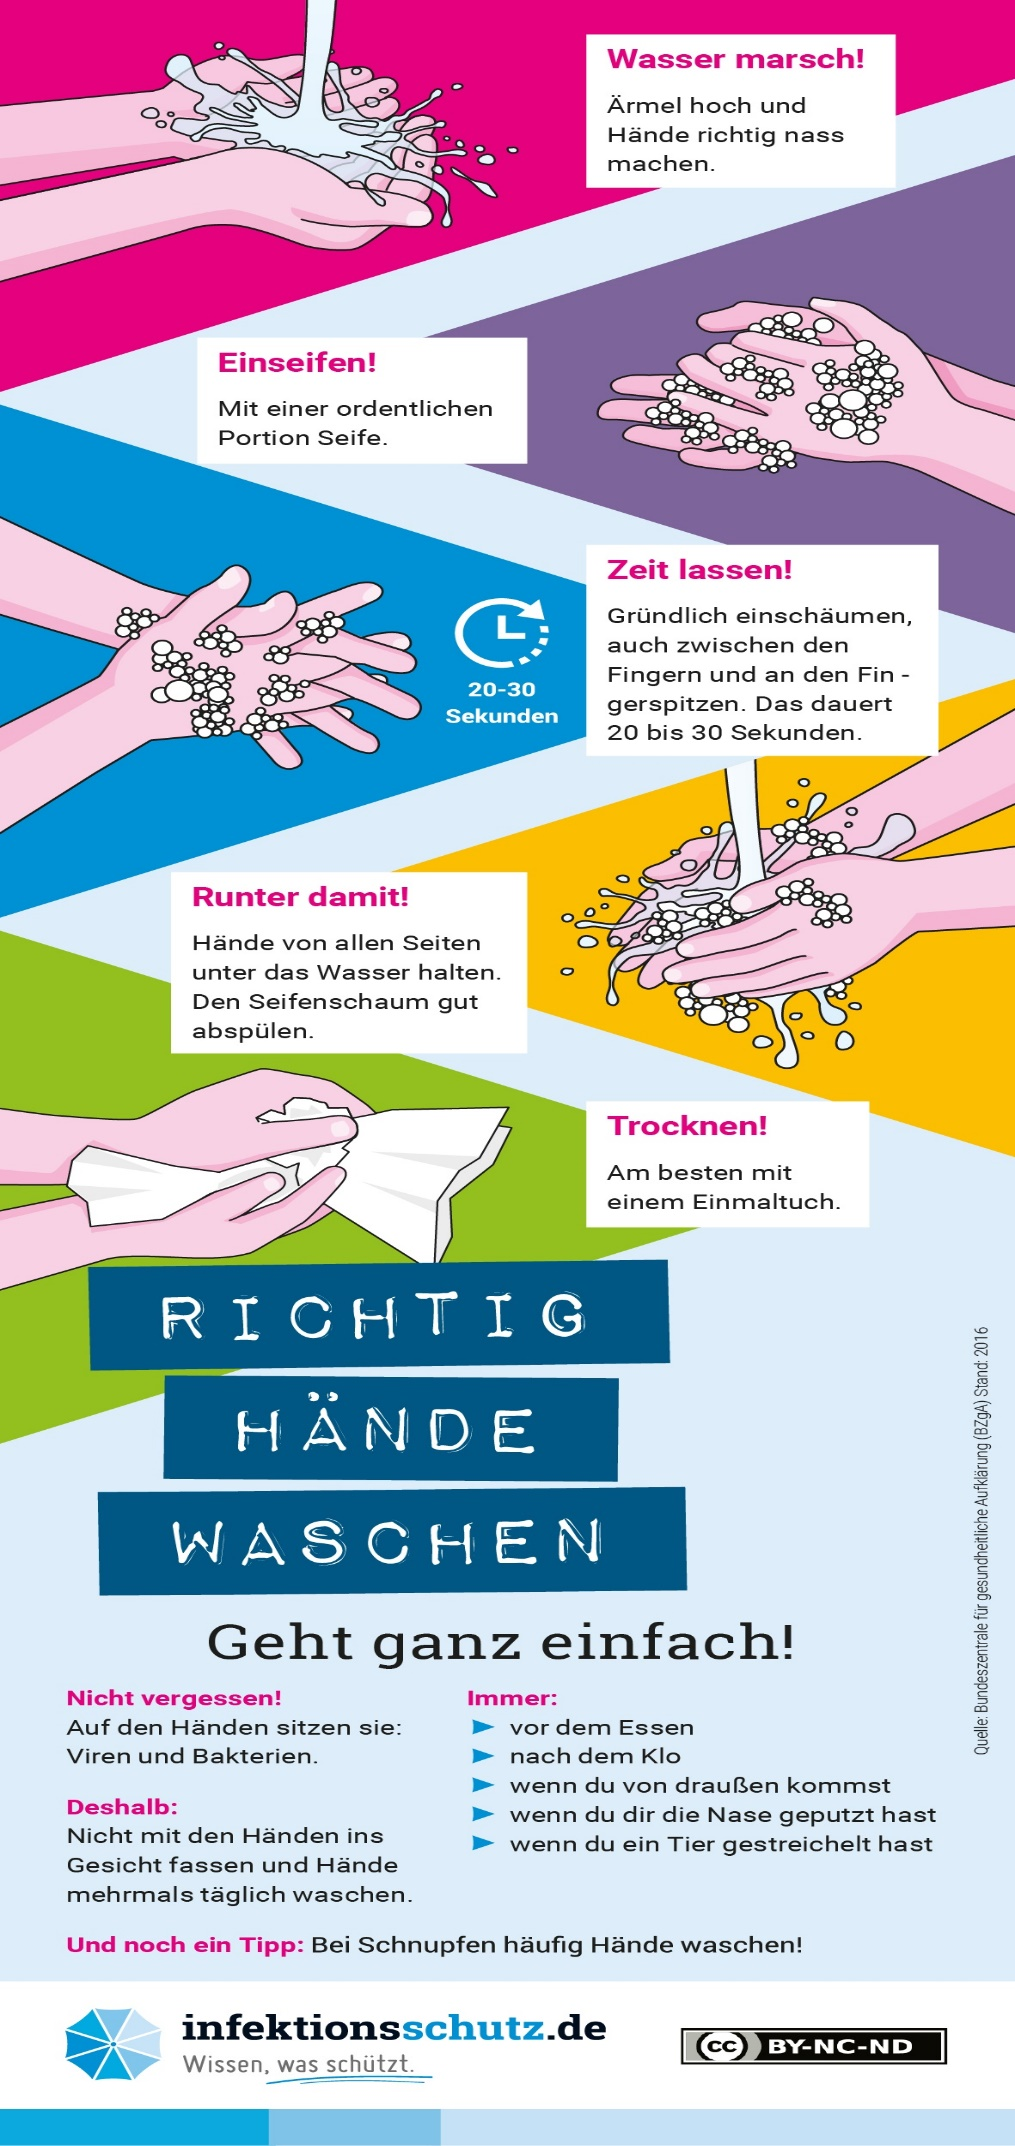 Wasser marsch!
Ärmel hoch und
Hände richtig nass
machen.
Einseifen!
Mit einer ordentlichen
Portion Seife.
Zeit lassen!
Gründlich einschäumen,
auch zwischen den
Fingern und an den Fin -
gerspitzen. Das dauert
20 bis 30 Sekunden.
20-30
Sekunden
Runter damit!
Hände von allen Seiten
unter das Wasser halten.
Den Seifenschaum gut
abspülen.
Trocknen!
Am besten mit
einem Einmaltuch.
RICHTIG
HÄNDE
WASCHEN
Geht ganz einfach!
Nicht vergessen!
Auf den Händen sitzen sie:
Viren und Bakterien.
Deshalb:
Nicht mit den Händen ins
Gesicht fassen und Hände
mehrmals täglich waschen.
Immer:
vor dem Essen
nach dem Klo
wenn du von draußen kommst
wenn du dir die Nase geputzt hast
wenn du ein Tier gestreichelt hast
Und noch ein Tipp: Bei Schnupfen häufig Hände waschen!
Quelle: Bundeszentrale für gesundheitliche Aufklärung (BZgA) Stand: 2016
infektionsschutz.de
Wissen, was schützt.
cc BY-NC-ND